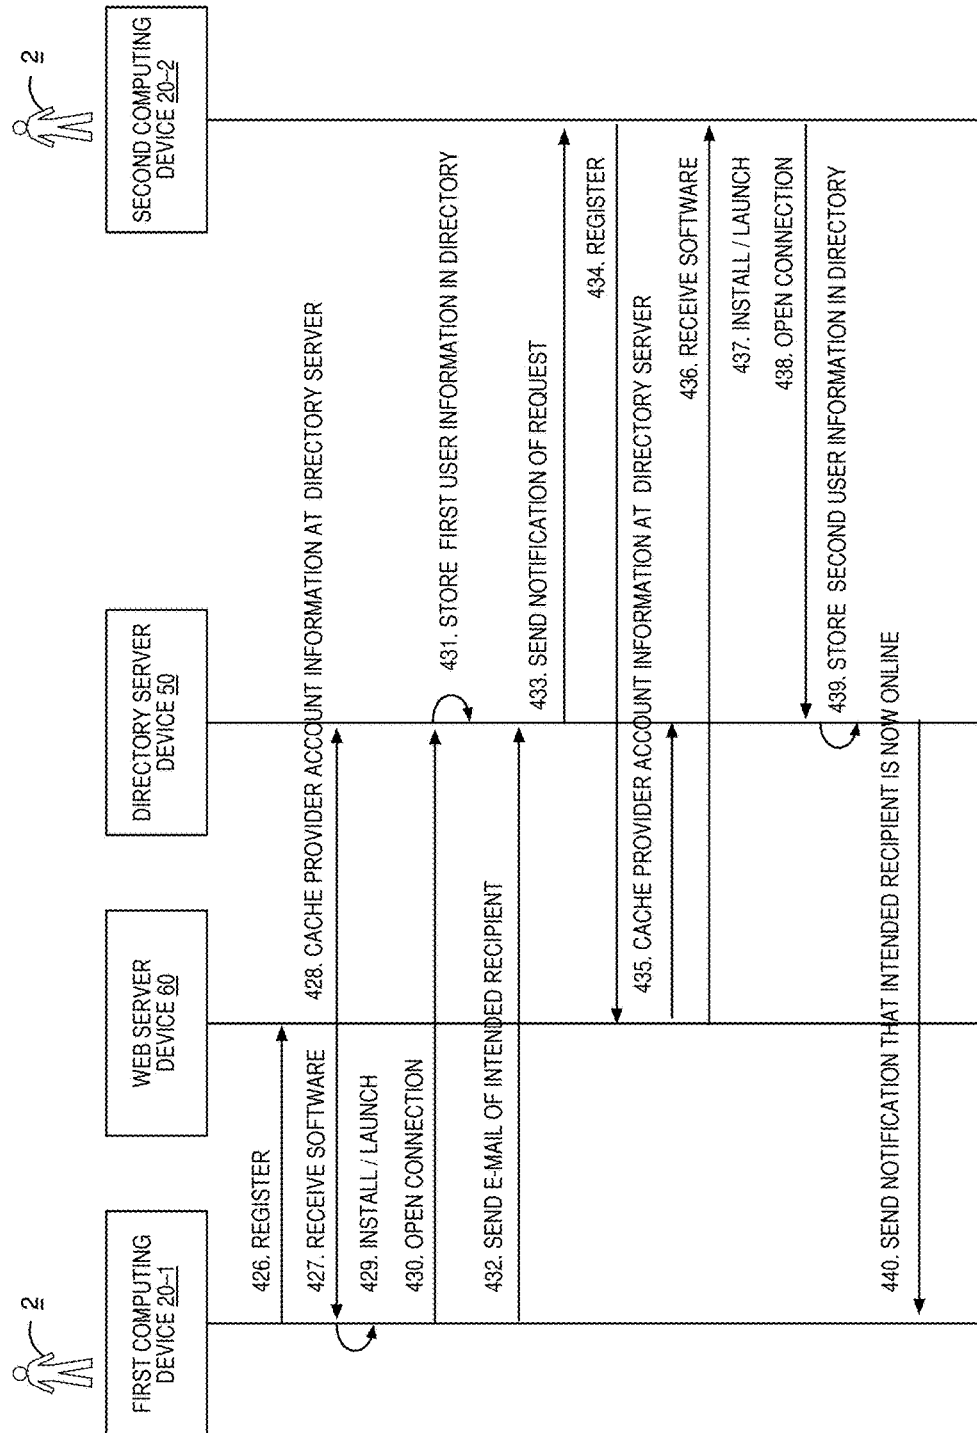 2
FIRST COMPUTING
DEVICE 20-1
WEB SERVER
DEVICE 60
DIRECTORY SERVER
DEVICE 50
2
SECOND COMPUTING
DEVICE 20-2
426. REGISTER
427. RECEIVE SOFTWARE
428. CACHE PROVIDER ACCOUNT INFORMATION AT DIRECTORY SERVER
429. INSTALL / LAUNCH
430. OPEN CONNECTION
431. STORE FIRST USER INFORMATION IN DIRECTORY
432. SEND E-MAIL OF INTENDED RECIPIENT
433. SEND NOTIFICATION OF REQUEST
434. REGISTER
435. CACHE PROVIDER ACCOUNT INFORMATION AT DIRECTORY SERVER
436. RECEIVE SOFTWARE
437. INSTALL / LAUNCH
438. OPEN CONNECTION
439. STORE SECOND USER INFORMATION IN DIRECTORY
440. SEND NOTIFICATION THAT INTENDED RECIPIENT IS NOW ONLINE